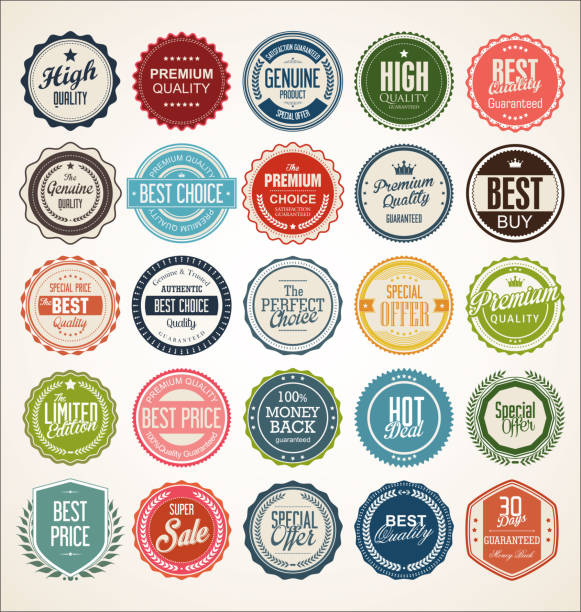 High
QUALITY
PREMIUM
QUALITY
SATISFACTION GUARANTEED
GENUINE
PRODUCT
SPECIAL OFFER
HIGH
QUALITY
GUARANTEED
BEST
Quality
Guaranteed
The
Genuine
QUALITY
PREMIUM QUALITY
BEST CHOICE
PREMIUM QUALITY
The
PREMIUM
CHOICE
SATISFACTION
GUARANTEED
Premium
Quality
GUARANTEED
BEST
BUY
SPECIAL PRICE
The BEST
Quality
Genuine & Trusted
AUTHENTIC
BEST CHOICE
Quality
GUARANTEED
The
PERFECT
Choice
SPECIAL
OFFER
Premium
QUALITY
The
LIMITED
Edition
PREMIUM QUALITY
BEST PRICE
100% Quality Guaranteed
100%
MONEY
BACK
guaranteed
HOT
Deal
Special
Offer
BEST
PRICE
SUPER
Sale
SPECIAL
Offer
BEST
Quality
30
Days
GUARANTEED
Money Back